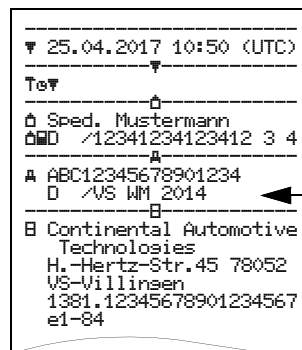 ▼ 25.04.2017 10:50 (UTC)
Sped. Mustermann
D /12341234123412 3 4
A ABC12345678901234
D /VS WM 2014
Continental Automotive
Technologies
H.-Hertz-Str.45 78052
VS-Villingen
1381.12345678901234567
e1-84